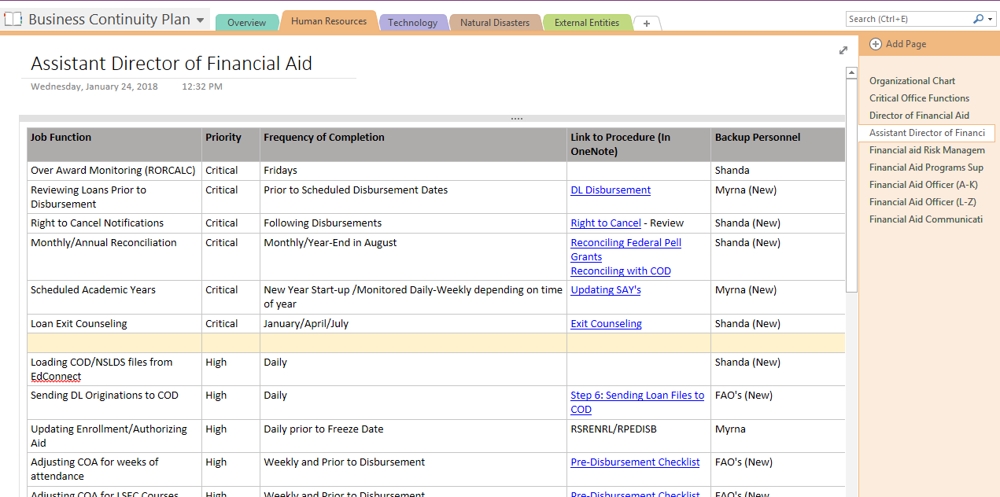 Business Continuity Plan
Overview
Human Resources
Technology
Natural Disasters
External Entities
Search (Ctrl+E)
Assistant Director of Financial Aid
Wednesday, January 24, 2018 12:32 PM
Job Function Priority Frequency of Completion Link to Procedure (In
OneNote) Backup Personnel
Over Award Monitoring (RORCALC) Critical Fridays Shanda
Reviewing Loans Prior to
Disbursement Critical Prior to Scheduled Disbursement Dates DL Disbursement Myrna (New)
Right to Cancel Notifications Critical Following Disbursements Right to Cancel - Review Shanda (New)
Monthly/Annual Reconciliation Critical Monthly/Year-End in August Reconciling Federal Pell
Grants
Reconciling with COD Shanda (New)
Scheduled Academic Years Critical New Year Start-up /Monitored Daily-Weekly depending on time
of year Updating SAY's Myrna (New)
Loan Exit Counseling Critical January/April/July Exit Counseling Shanda (New)
Loading COD/NSLDS files from
EdConnect High Daily Shanda (New)
Sending DL Originations to COD High Daily Step 6: Sending Loan Files to
COD FAO's (New)
Updating Enrollment/Authorizing
Aid High Daily prior to Freeze Date RSRENRL/RPEDISB Myrna
Adjusting COA for weeks of
attendance High Weekly and Prior to Disbursement Pre-Disbursement Checklist FAO's (New)
Adjusting COA for LSEC Courses High Weekly and Prior to Disbursement Pre-Disbursement Checklist FAO's (New
Add Page
Organizational Chart
Critical Office Functions
Director of Financial Aid
Assistant Director of Financi
Financial aid Risk Managem
Financial Aid Programs Sup
Financial Aid Officer (A-K)
Financial Aid Officer (L-Z)
Financial Aid Communicati